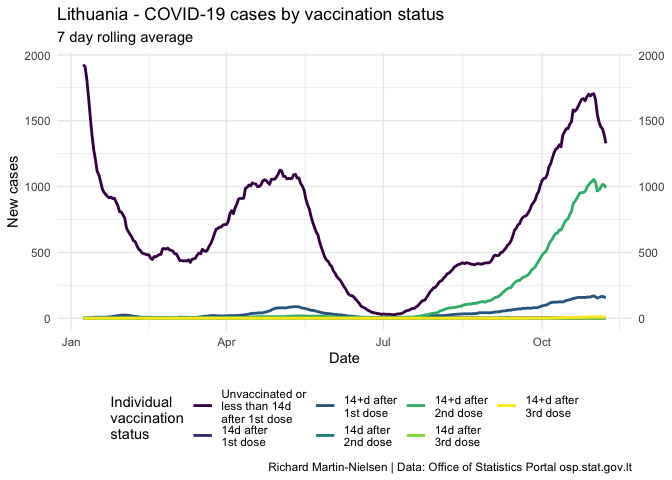 Lithuania - COVID-19 cases by vaccination status
7 day rolling average
2000 2000
1500 1500
1000 1000
500 500
0 0
New cases
Jan Apr Jul Oct
Date
Individual
vaccination
status
Unvaccinated or
less than 14d
after 1st dose
14d after
1st dose
14+d after
1st dose
14d after
2nd dose
14+d after
2nd dose
14d after
3rd dose
14+d after
3rd dose
Richard Martin-Nielsen | Data: Office of Statistics Portal osp.stat.gov.lt